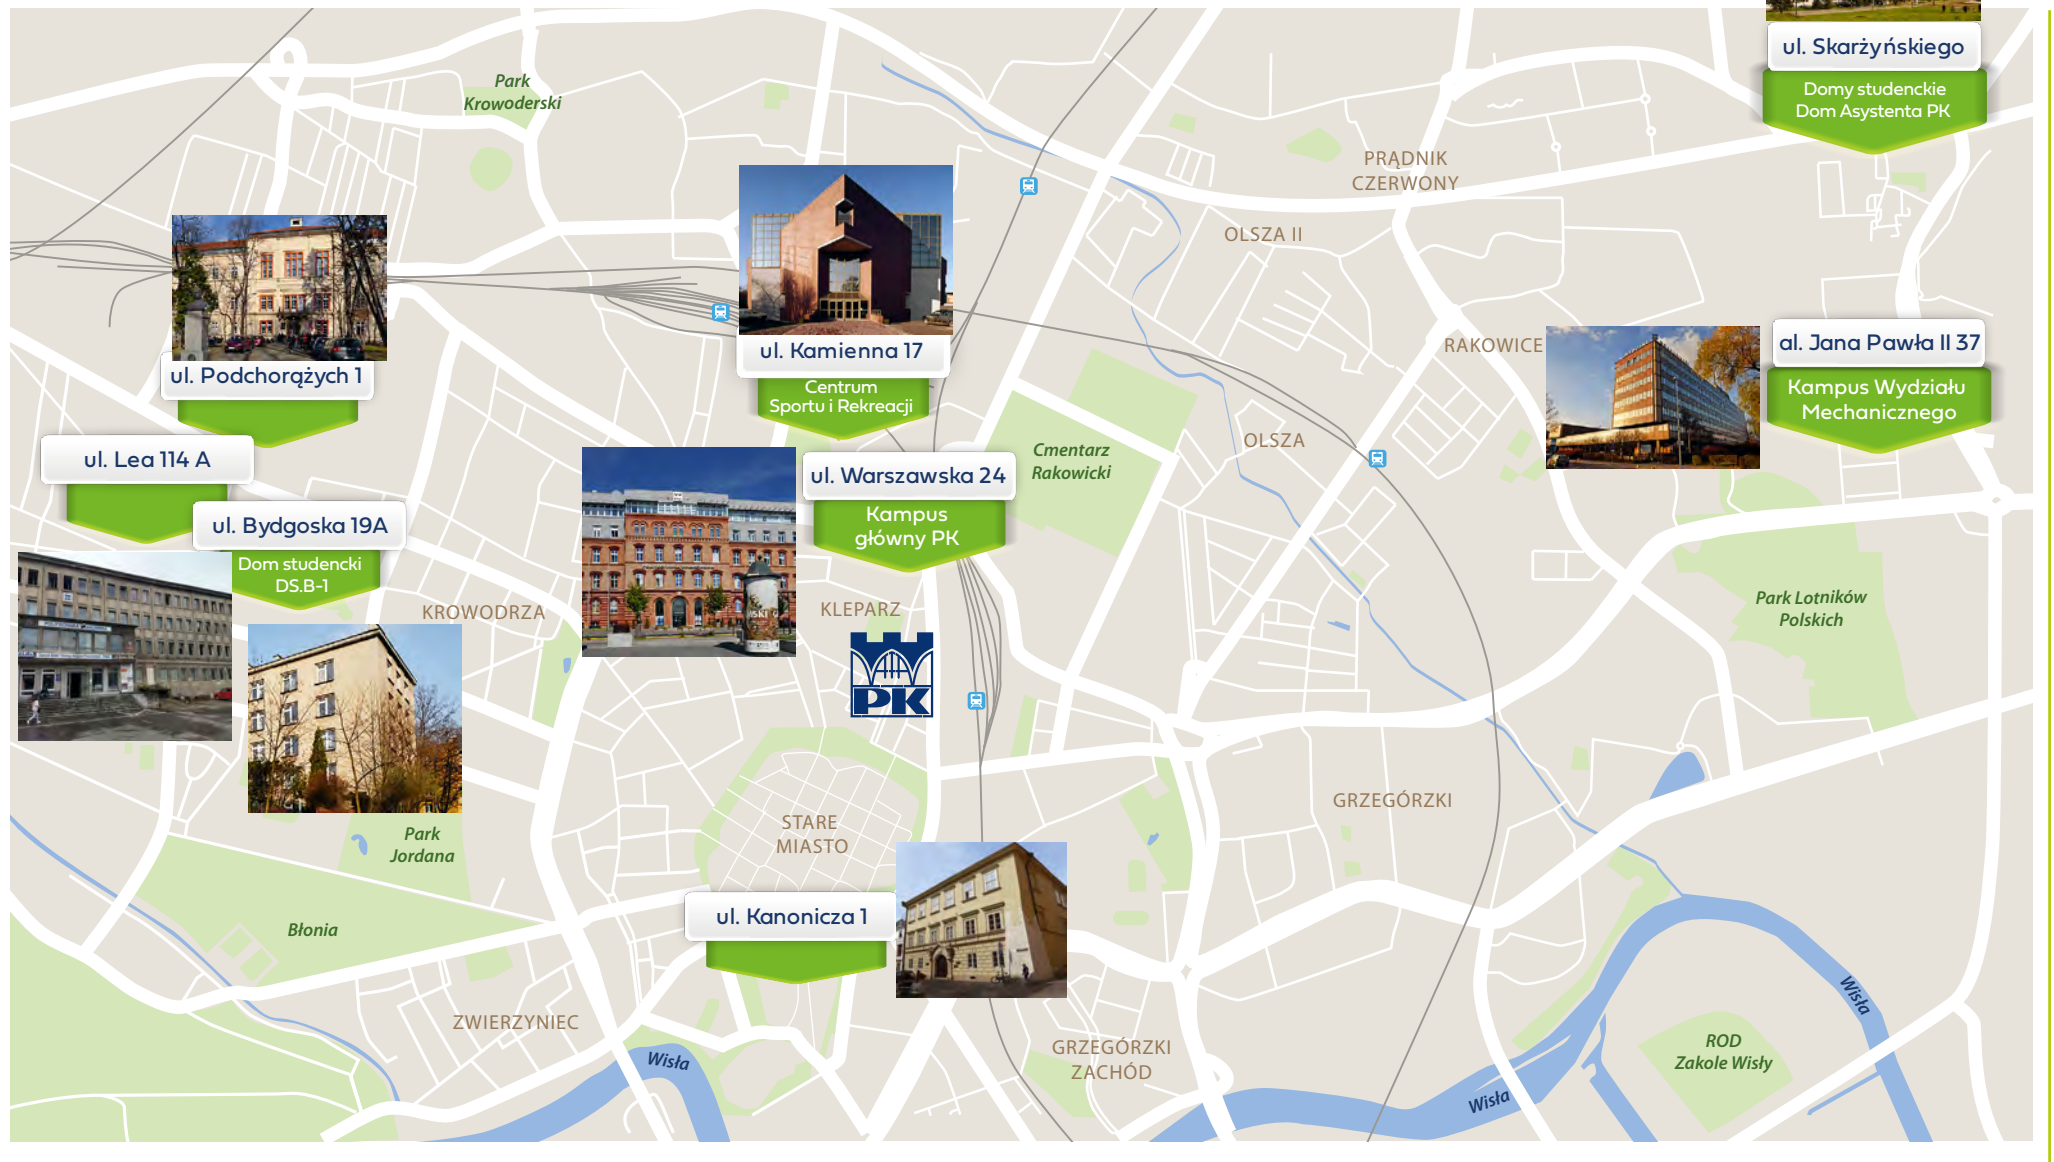 ul. Skarżyńskiego
Domy studenckie
Dom Asystenta PK
Park
Krowoderski
PRĄDNIK
CZERWONY
OLSZA II
ul. Kamienna 17
Centrum
Sportu i Rekreacji
RAKOWICE
al. Jana Pawła II 37
Kampus Wydziału
Mechanicznego
ul. Podchorążych 1
ul. Lea 114 A
ul. Bydgoska 19A
Dom studencki
DS.B-1
OLSZA
Cmentarz
Rakowicki
ul. Warszawska 24
Kampus
główny PK
KROWODRZA
KLEPARZ
PK
Park Lotników
Polskich
GRZEGÓRZKI
STARE
MIASTO
Park
Jordana
Błonia
ul. Kanonicza 1
ZWIERZYNIEC
Wisła
GRZEGÓRZKI
ZACHÓD
Wisła
ROD
Zakole Wisły
Wisła